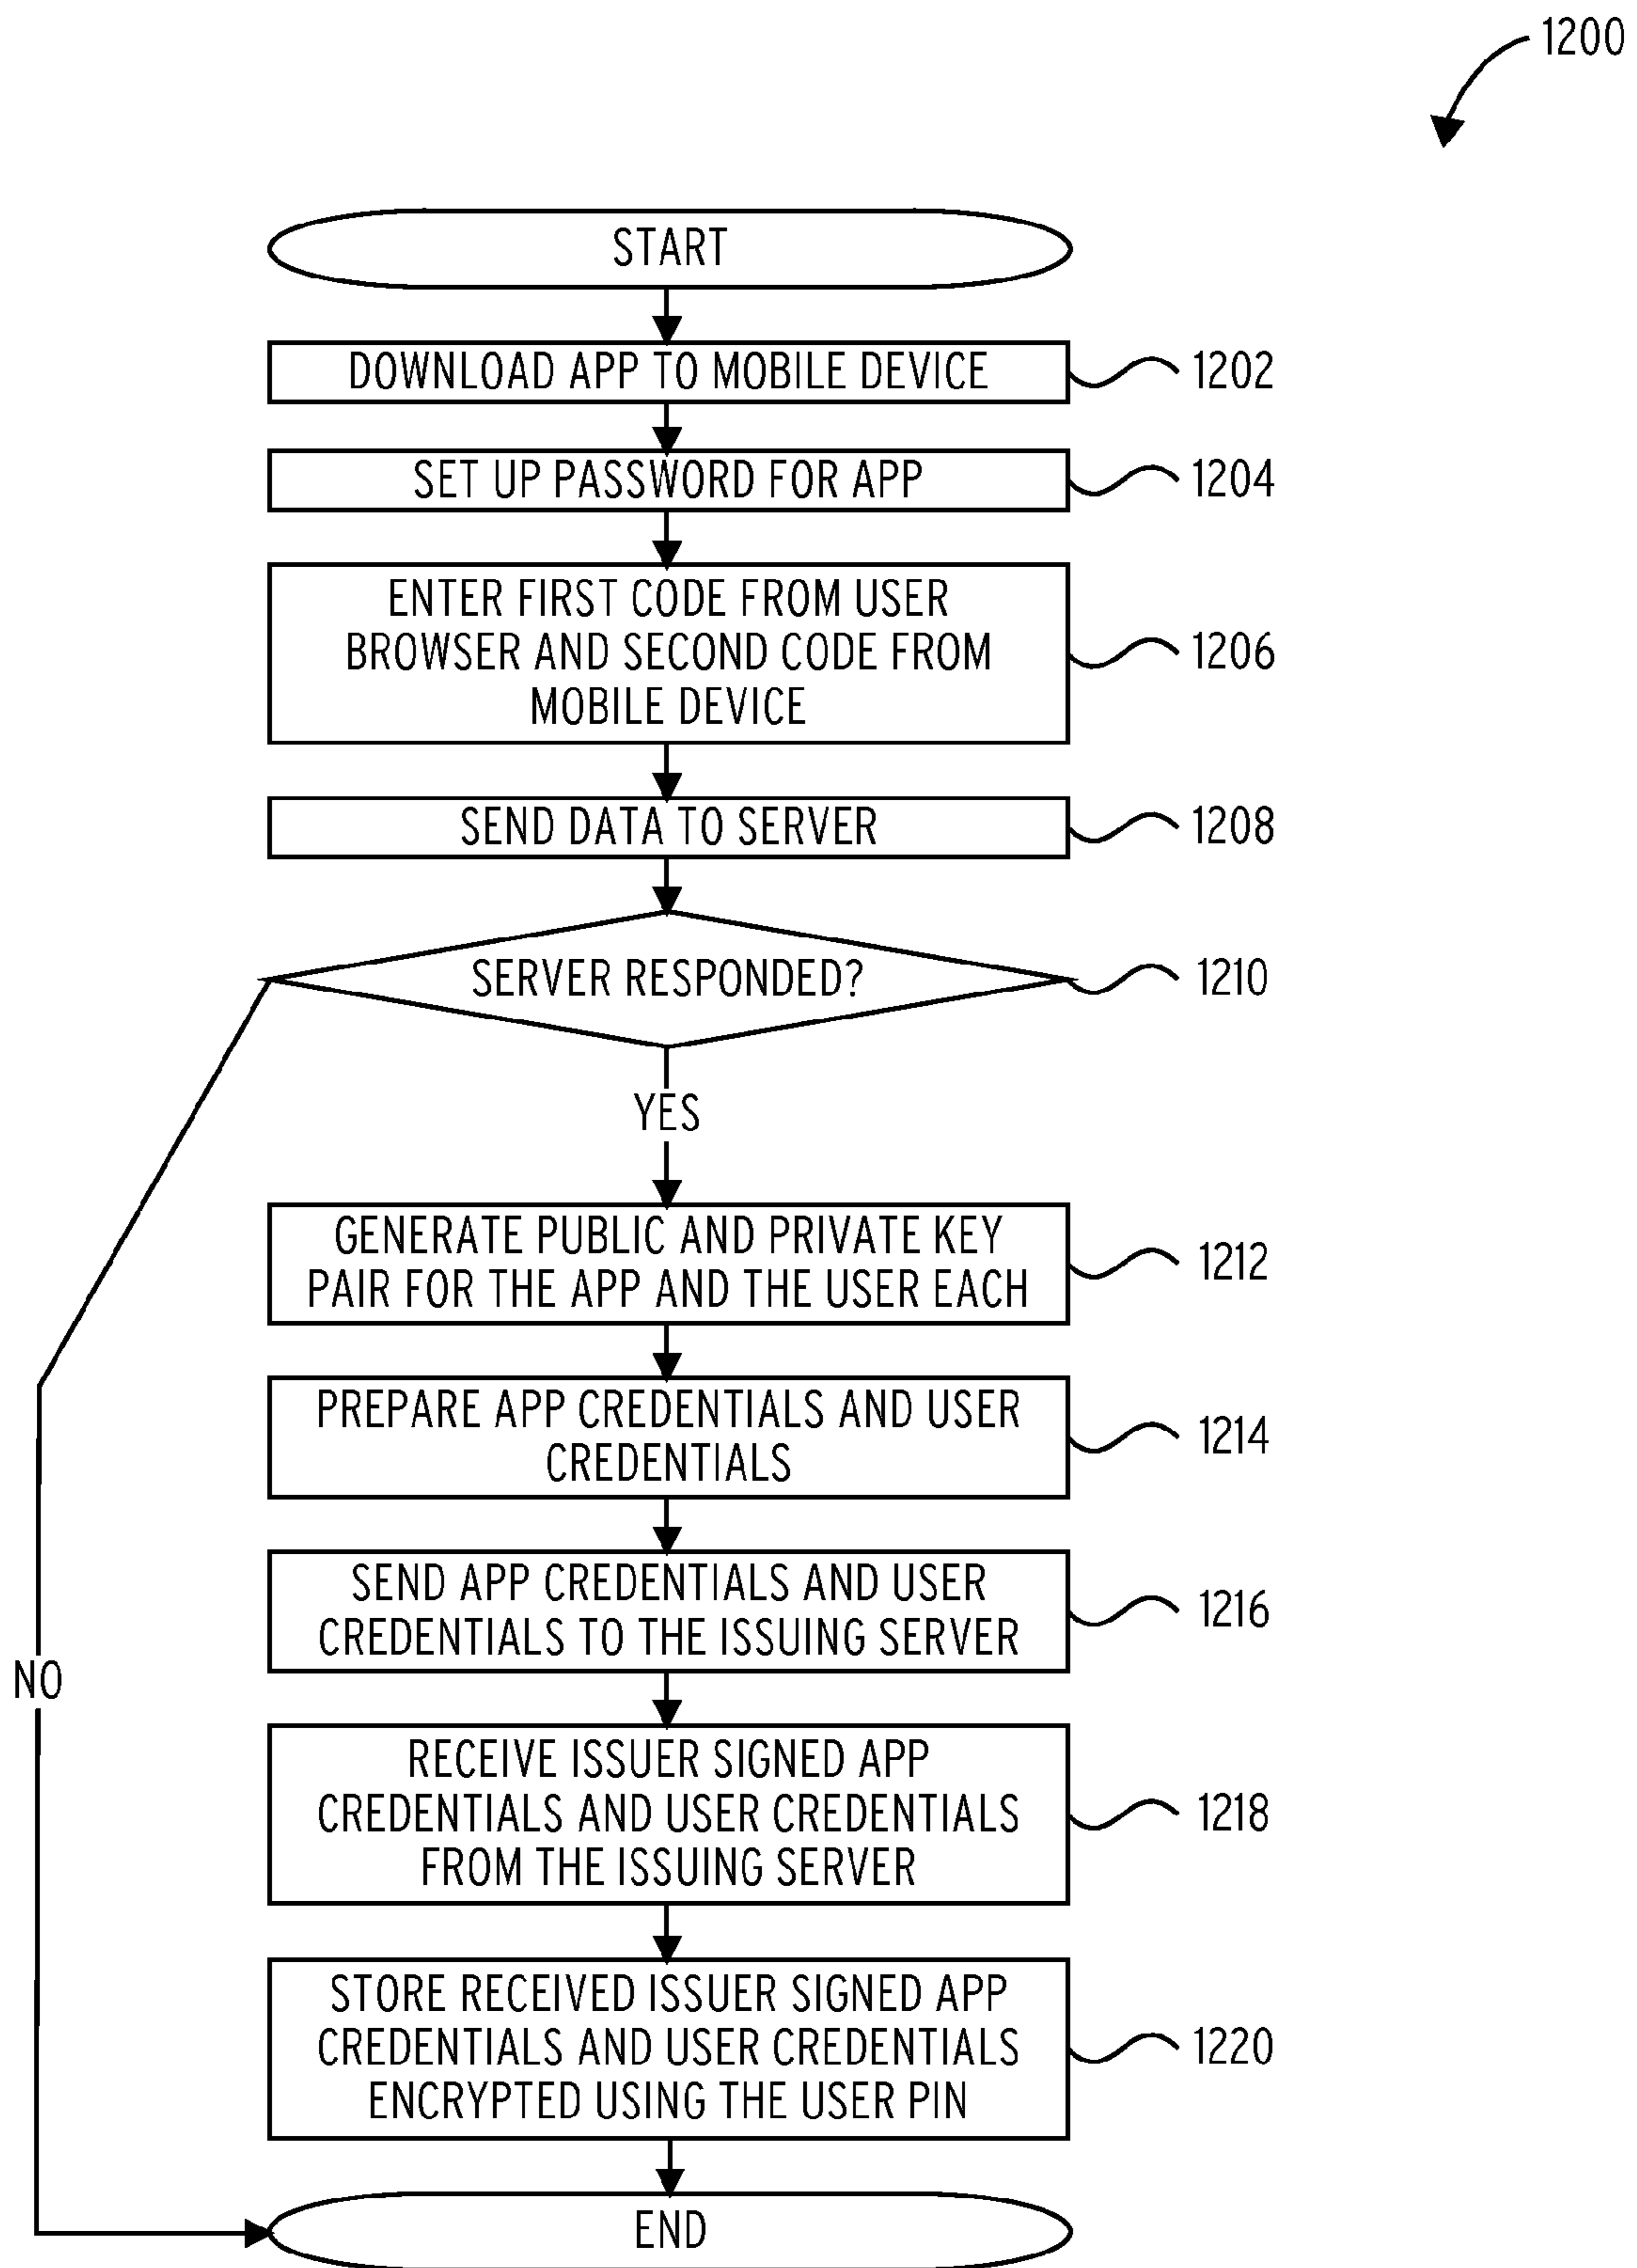 1200
START
DOWNLOAD APP TO MOBILE DEVICE
1202
SET UP PASSWORD FOR APP
1204
ENTER FIRST CODE FROM USER
BROWSER AND SECOND CODE FROM
MOBILE DEVICE
1206
SEND DATA TO SERVER
1208
SERVER RESPONDED?
1210
YES
GENERATE PUBLIC AND PRIVATE KEY
PAIR FOR THE APP AND THE USER EACH
1212
PREPARE APP CREDENTIALS AND USER
CREDENTIALS
1214
SEND APP CREDENTIALS AND USER
CREDENTIALS TO THE ISSUING SERVER
1216
NO
RECEIVE ISSUER SIGNED APP
CREDENTIALS AND USER CREDENTIALS
FROM THE ISSUING SERVER
1218
STORE RECEIVED ISSUER SIGNED APP
CREDENTIALS AND USER CREDENTIALS
ENCRYPTED USING THE USER PIN
1220
END